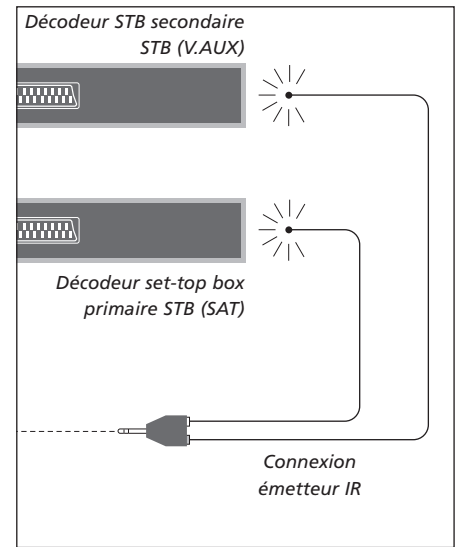 Décodeur STB secondaire
STB (V.AUX)
Décodeur set-top box
primaire STB (SAT)
Connexion
émetteur IR